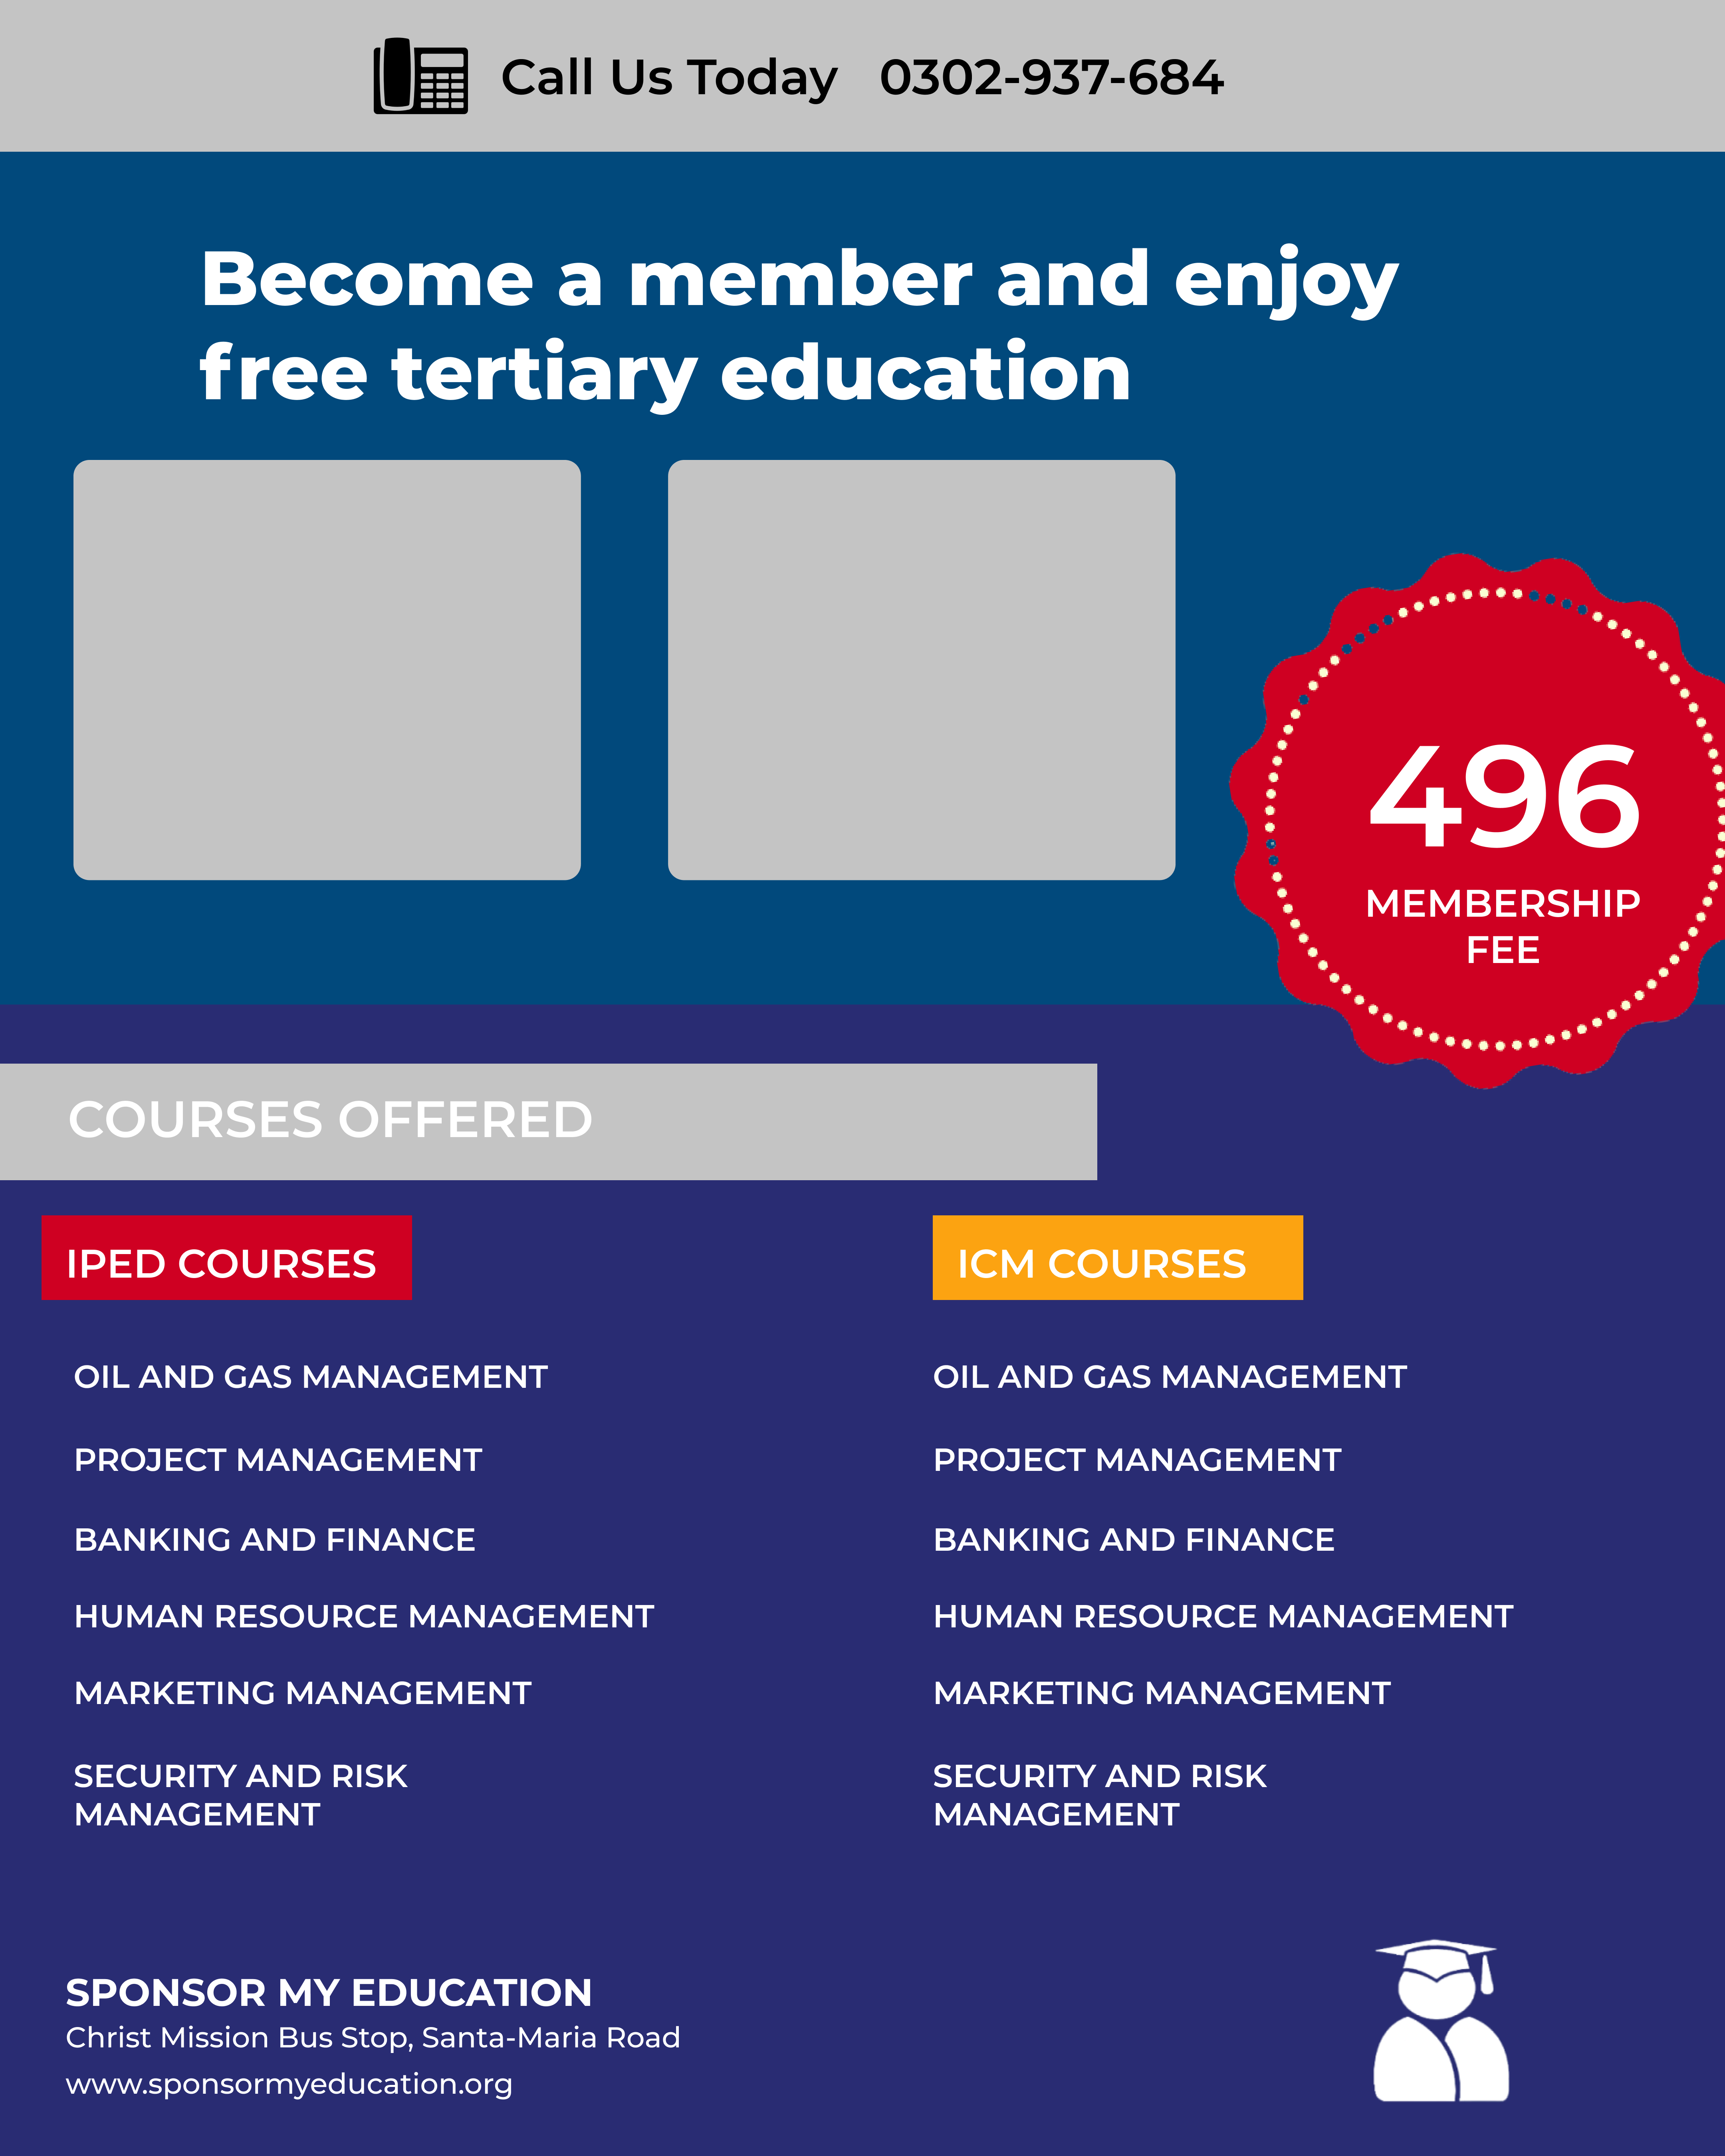 Call Us Today 0302-937-684
Become a member and enjoy
free tertiary education
496
MEMBERSHIP
FEE
COURSES OFFERED
IPED COURSES
OIL AND GAS MANAGEMENT
PROJECT MANAGEMENT
BANKING AND FINANCE
HUMAN RESOURCE MANAGEMENT
MARKETING MANAGEMENT
SECURITY AND RISK
MANAGEMENT
ICM COURSES
OIL AND GAS MANAGEMENT
PROJECT MANAGEMENT
BANKING AND FINANCE
HUMAN RESOURCE MANAGEMENT
MARKETING MANAGEMENT
SECURITY AND RISK
MANAGEMENT
SPONSOR MY EDUCATION
Christ Mission Bus Stop, Santa-Maria Road
www.sponsormyeducation.org